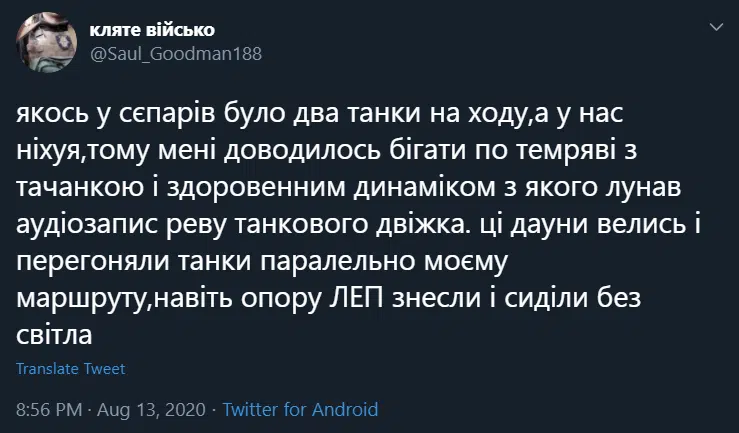 кляте військо
@Saul_Goodman188
якось у сєпарів було два танки на ходу,а у нас
ніхуя,тому мені доводилось бігати по темряві з
тачанкою і здоровенним динаміком з якого лунав
аудіозапис реву танкового двіжка. ці дауни велись і
перегоняли танки паралельно моєму
маршруту,навіть опору ЛЕП знесли і сиділи без
світла
Translate Tweet
8:56 PM · Aug 13, 2020 · Twitter for Android